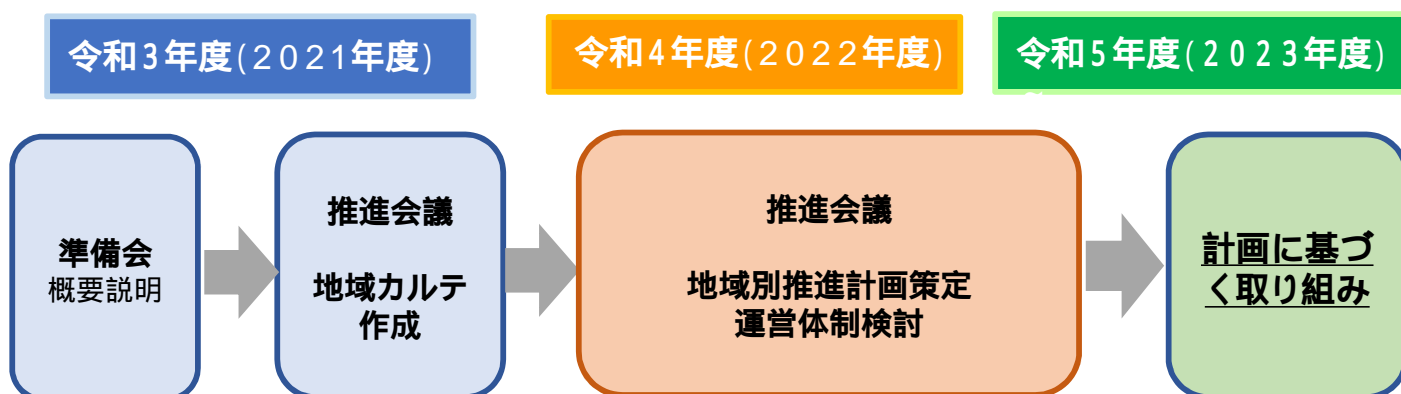 令和3年度(2021年度)
令和4年度(2022年度)
令和5年度(2023年度)
準備会
概要説明
推進会議
地域カルテ
作成
推進会議
地域別推進計画策定
運営体制検討
計画に基づ
く取り組み